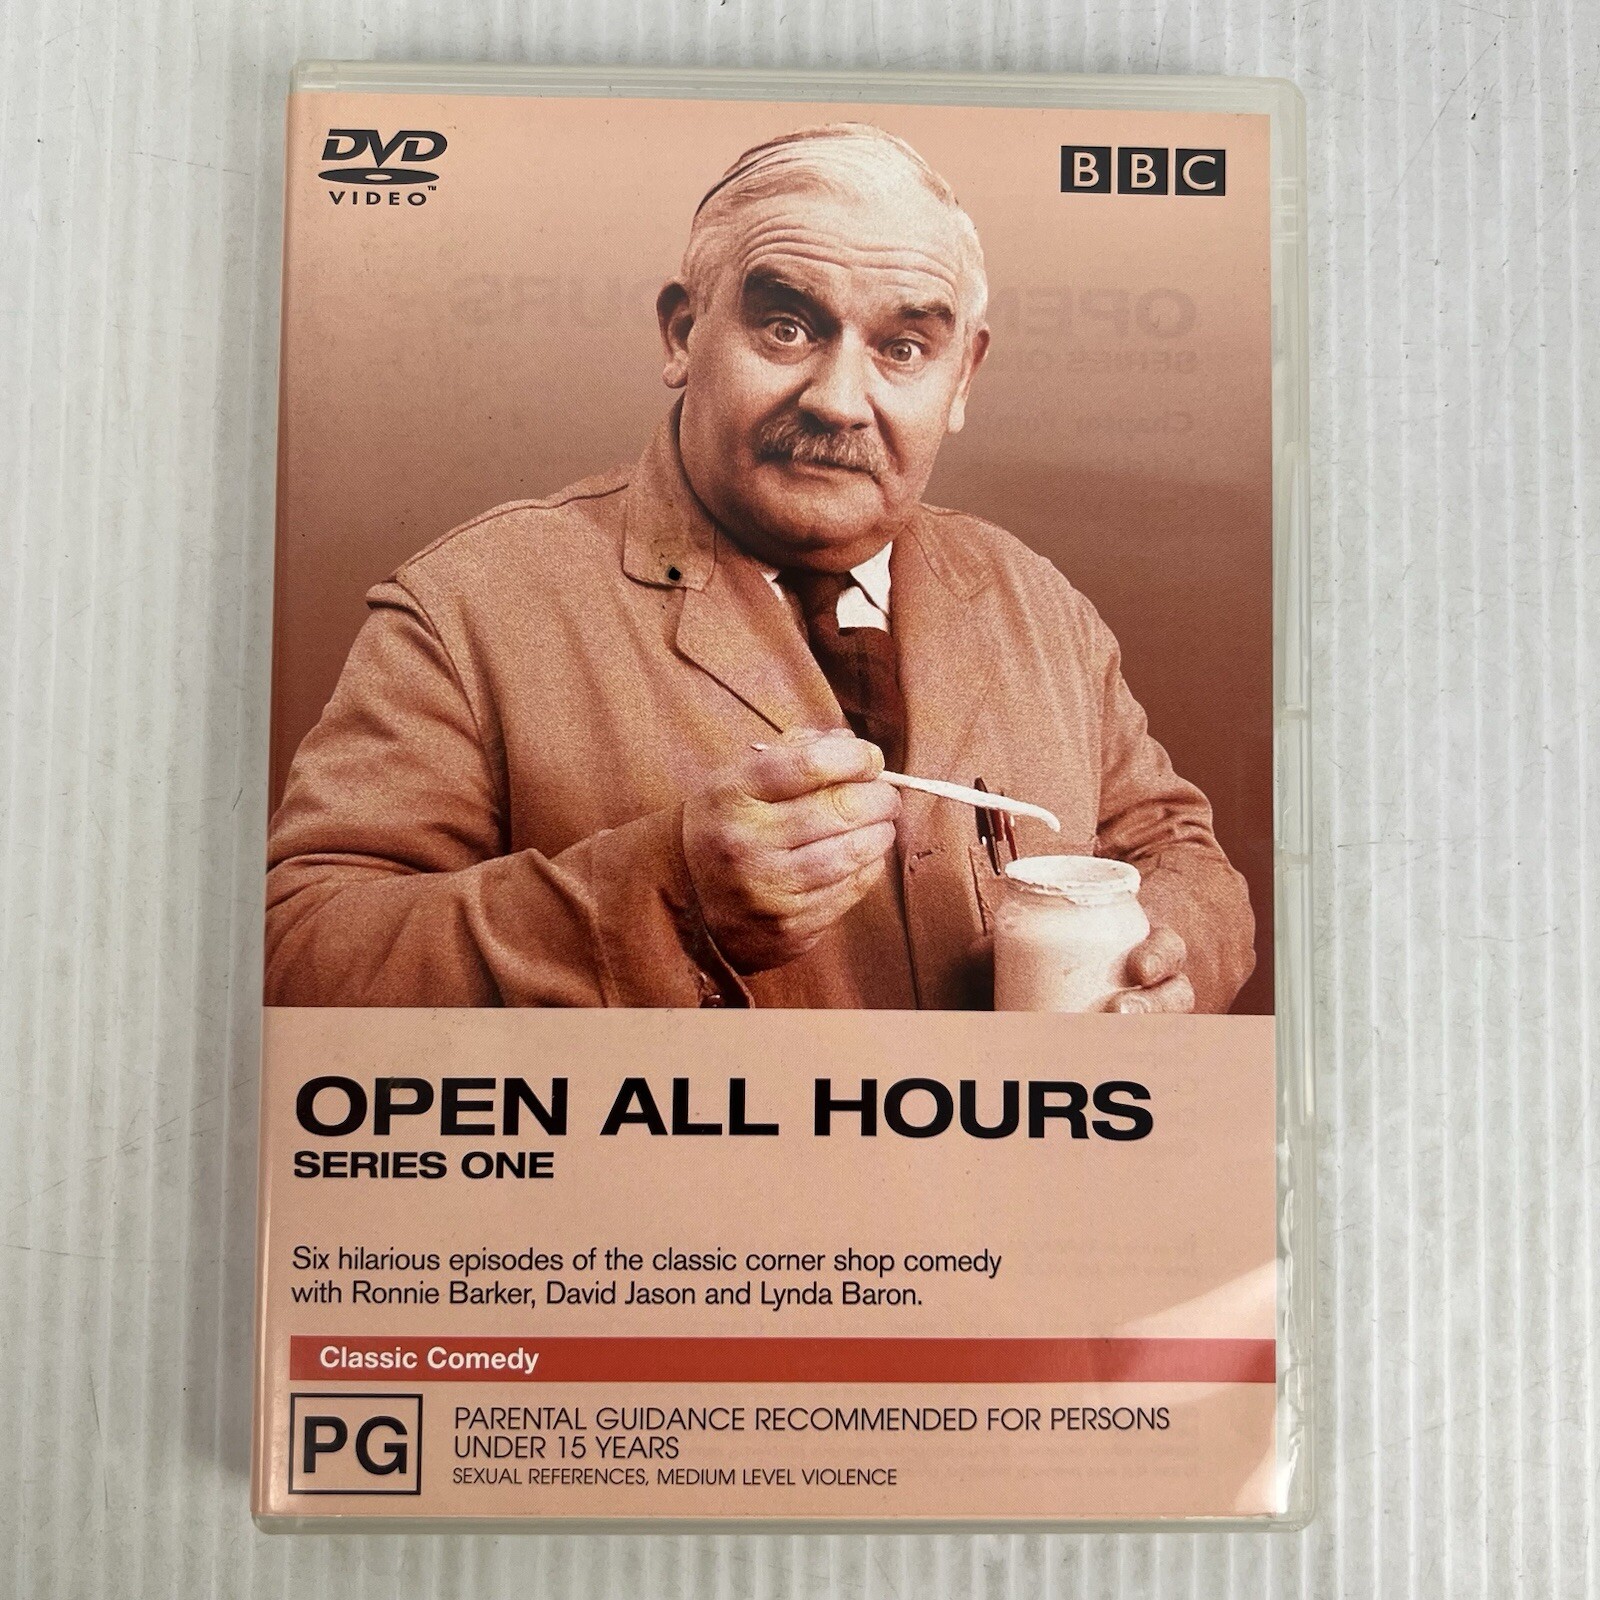 DVD
VIDEO™
BBC
OPEN ALL HOURS
SERIES ONE
Six hilarious episodes of the classic corner shop comedy
with Ronnie Barker, David Jason and Lynda Baron.
Classic Comedy
PG
PARENTAL GUIDANCE RECOMMENDED FOR PERSONS
UNDER 15 YEARS
SEXUAL REFERENCES, MEDIUM LEVEL VIOLENCE